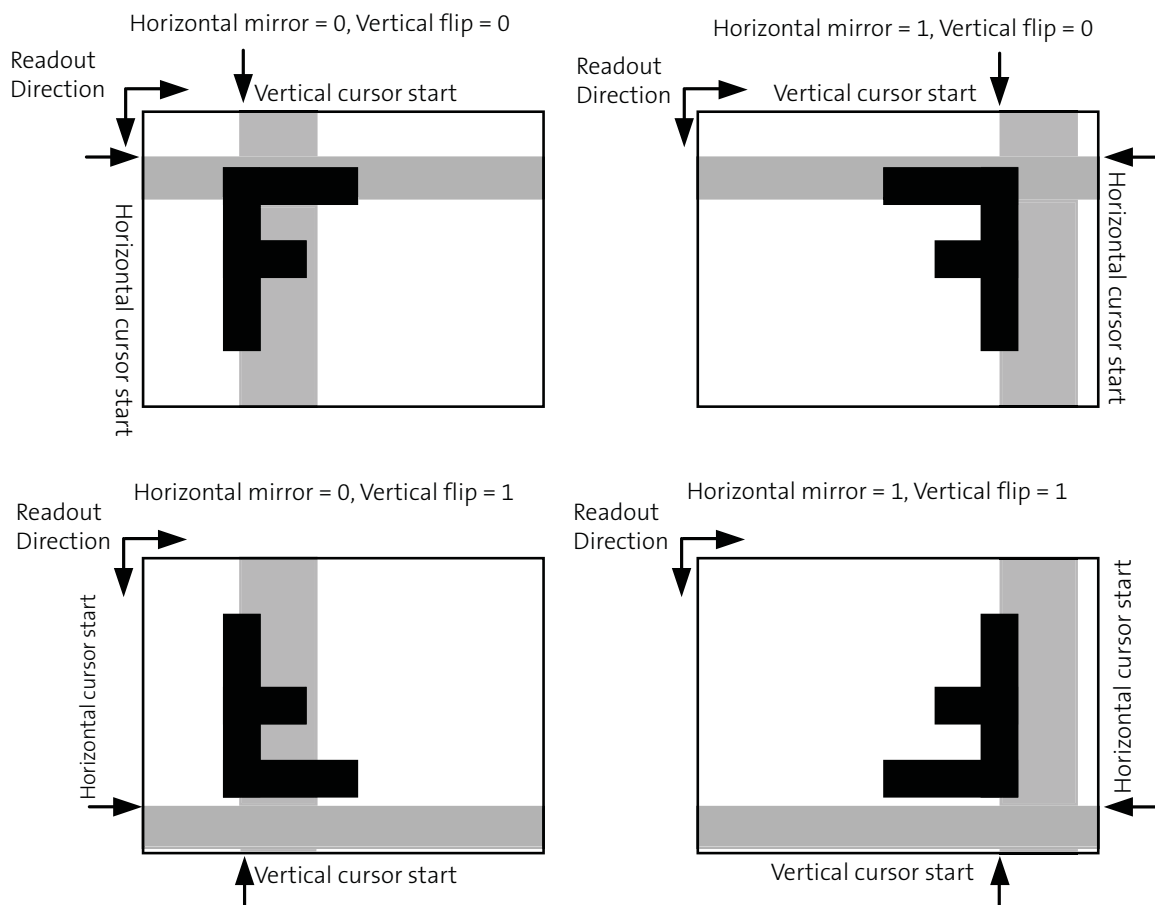 Horizontal mirror = 0, Vertical flip = 0
Readout
Direction
Vertical cursor start
Horizontal cursor start
Horizontal mirror = 1, Vertical flip = 0
Readout
Direction
Vertical cursor start
Horizontal cursor start
Horizontal mirror = 0, Vertical flip = 1
Readout
Direction
Horizontal cursor start
Vertical cursor start
Horizontal mirror = 1, Vertical flip = 1
Readout
Direction
Horizontal cursor start
Vertical cursor start